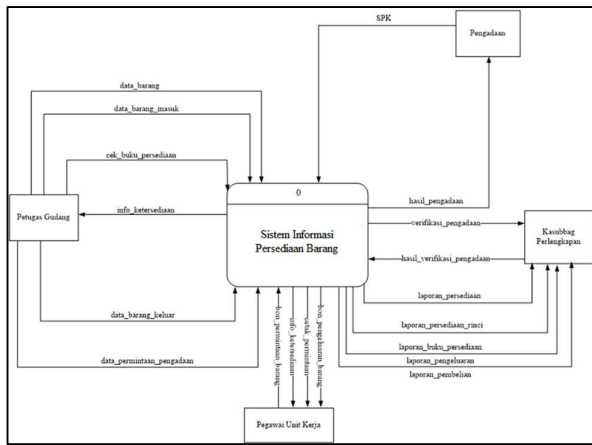 SPK
Pengadaan
data_barang
data_barang_masuk
cek_buku_persediaan
0
hasil_pengadaan
Petugas Gudang
info_ketersediaan
Sistem Informasi
Persediaan Barang
verifikasi_pengadaan
Kasubbag
Perlengkapan
hasil_verifikasi_pengadaan
laporan_persediaan
data_barang_keluar
laporan_persediaan_rinci
laporan_buku_persediaan
data_permintaan_pengadaan
laporan_pengeluaran
laporan_pembelian
bon_permintaan_barang
info_ketersediaan
cetak_permintaan
bon_pengeluaran_barang
Pegawai Unit Kerja